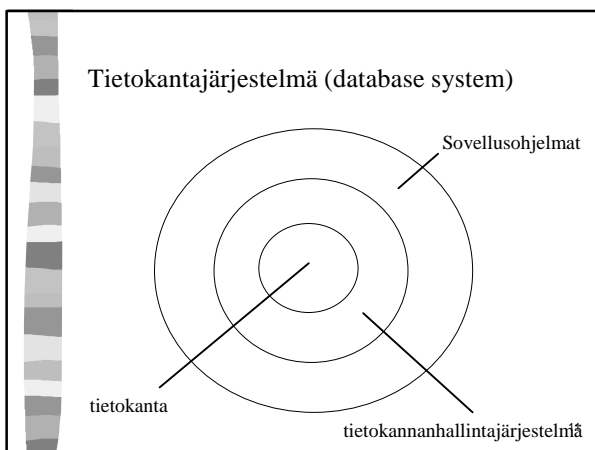 Tietokantajärjestelmä (database system)
Sovellusohjelmat
tietokanta
tietokannanhallintajärjestelmä